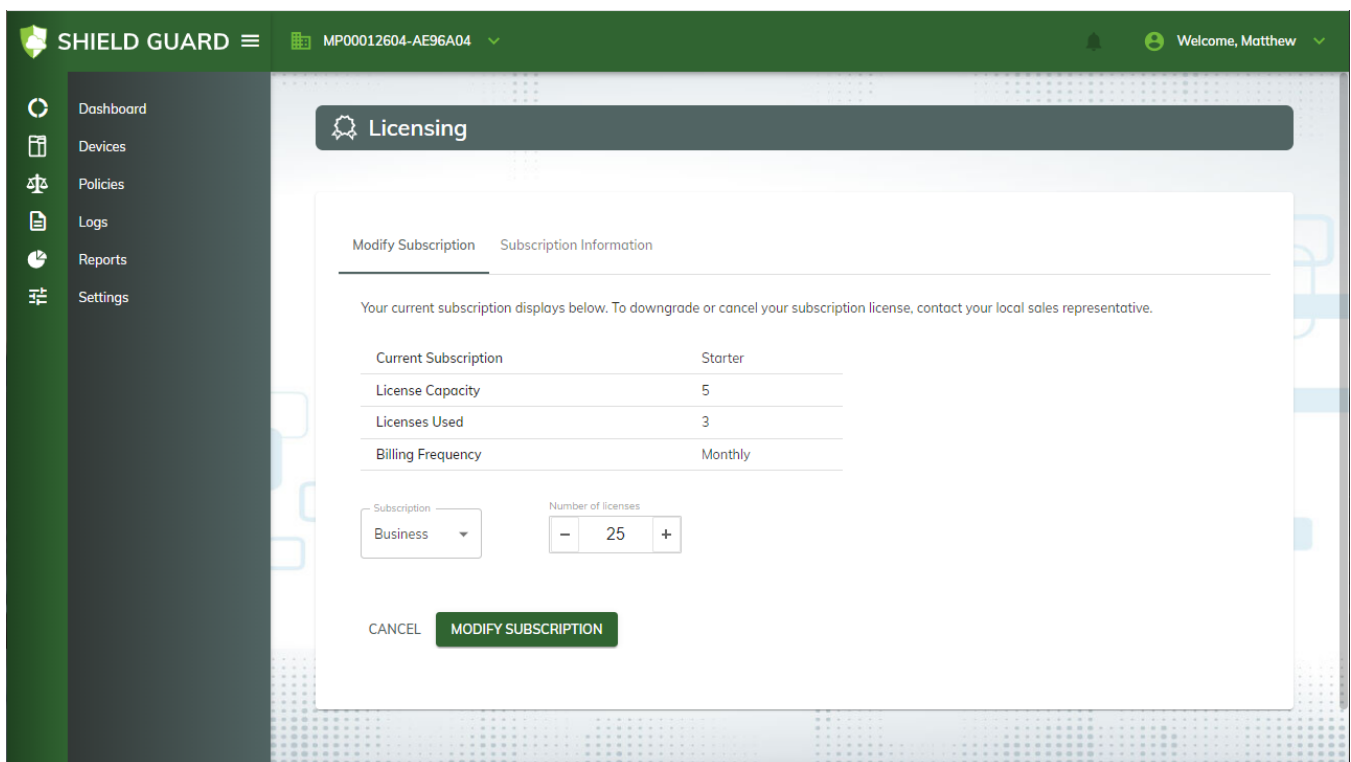 SHIELD GUARD
MP00012604-AE96A04
Welcome, Matthew
Dashboard
Devices
Policies
Logs
Reports
Settings
Licensing
Modify Subscription Subscription Information
Your current subscription displays below. To downgrade or cancel your subscription license, contact your local sales representative.
Current Subscription Starter
License Capacity 5
Licenses Used 3
Billing Frequency Monthly
Subscription Number of licenses
Business - 25 +
CANCEL MODIFY SUBSCRIPTION